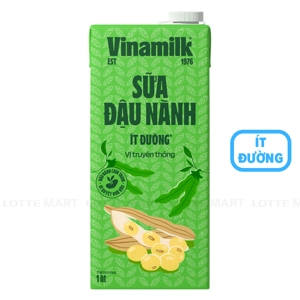 Vinamilk
EST 1976
SỮA
ĐẬU NÀNH
ÍT ĐƯỜNG*
Vị truyền thống
ÍT
ĐƯỜNG
LOTTE MART
1 lít